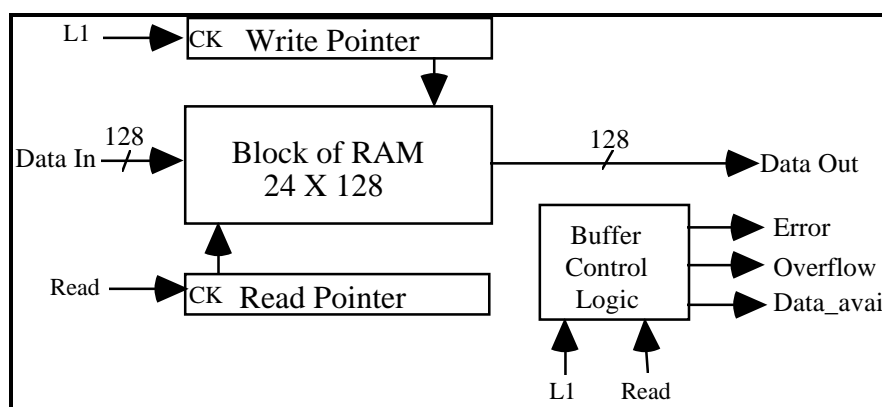 L1
CK Write Pointer
128
Data In
Block of RAM
24 X 128
128
Data Out
Read
CK Read Pointer
Buffer
Control
Logic
Error
Overflow
Data_avai
L1
Read